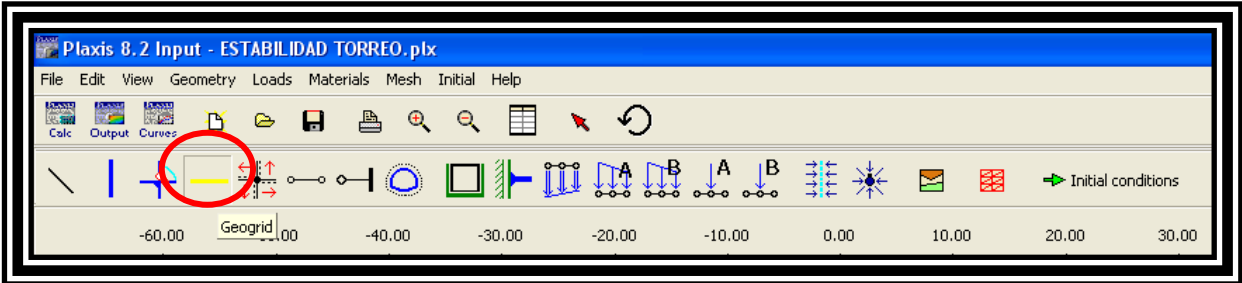 Plaxis 8.2 Input - ESTABILIDAD TORREO.plx
File Edit View Geometry Loads Materials Mesh Initial Help
Calc Output Curves
A B A B Initial conditions
Geogrid
-60.00 .00 -40.00 -30.00 -20.00 -10.00 0.00 10.00 20.00 30.00